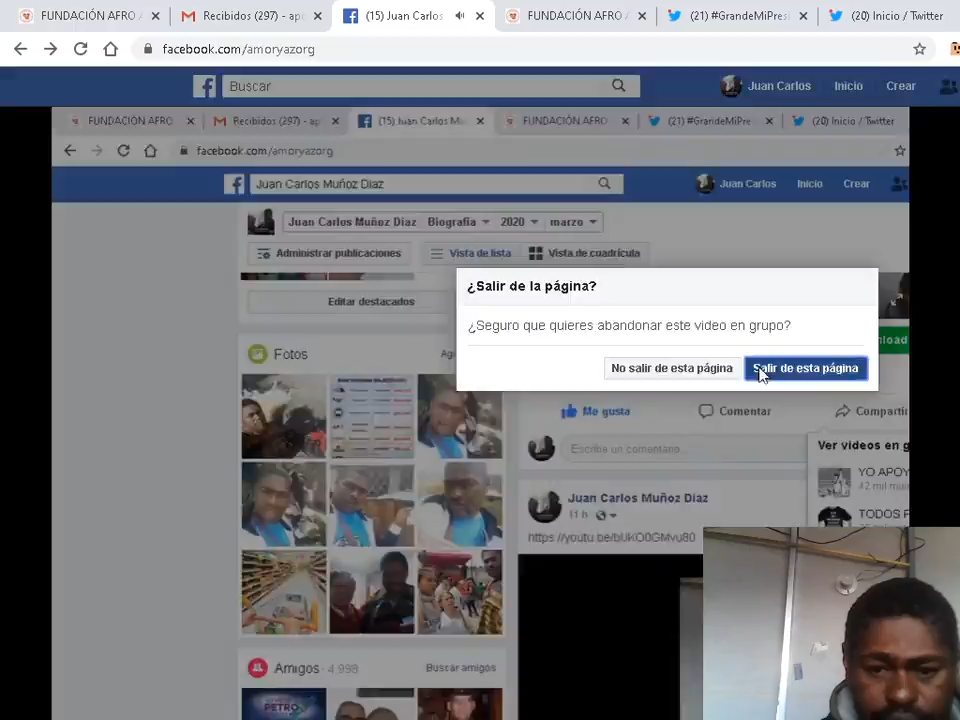 FUNDACIÓN AFRO A
Recibidos (297) - ap
(15) Juan Carlos
FUNDACIÓN AFRO A
(21) #GrandeMiPresi
(20) Inicio / Twitter
facebook.com/amoryazorg
Buscar
Juan Carlos
Inicio
Crear
FUNDACIÓN AFRO
Recibidos (297) - ap
(15) Juan Carlos Mu
FUNDACIÓN AFRO
(21) #GrandeMiPre
(20) Inicio / Twitter
facebook.com/amoryazorg
Juan Carlos Muñoz Diaz
Juan Carlos
Inicio
Crear
Juan Carlos Muñoz Diaz
Biografía
2020
marzo
Administrar publicaciones
Vista de lista
Vista de cuadrícula
¿Salir de la página?
¿Seguro que quieres abandonar este video en grupo?
No salir de esta página
Salir de esta página
Editar destacados
Fotos
Me gusta
Comentar
Compartir
Escribe un comentario...
Ver videos en g
YO APOY
42 mil
TODOS P
Juan Carlos Muñoz Diaz
11 h
Amigos · 4.998
Buscar amigos
PETRO